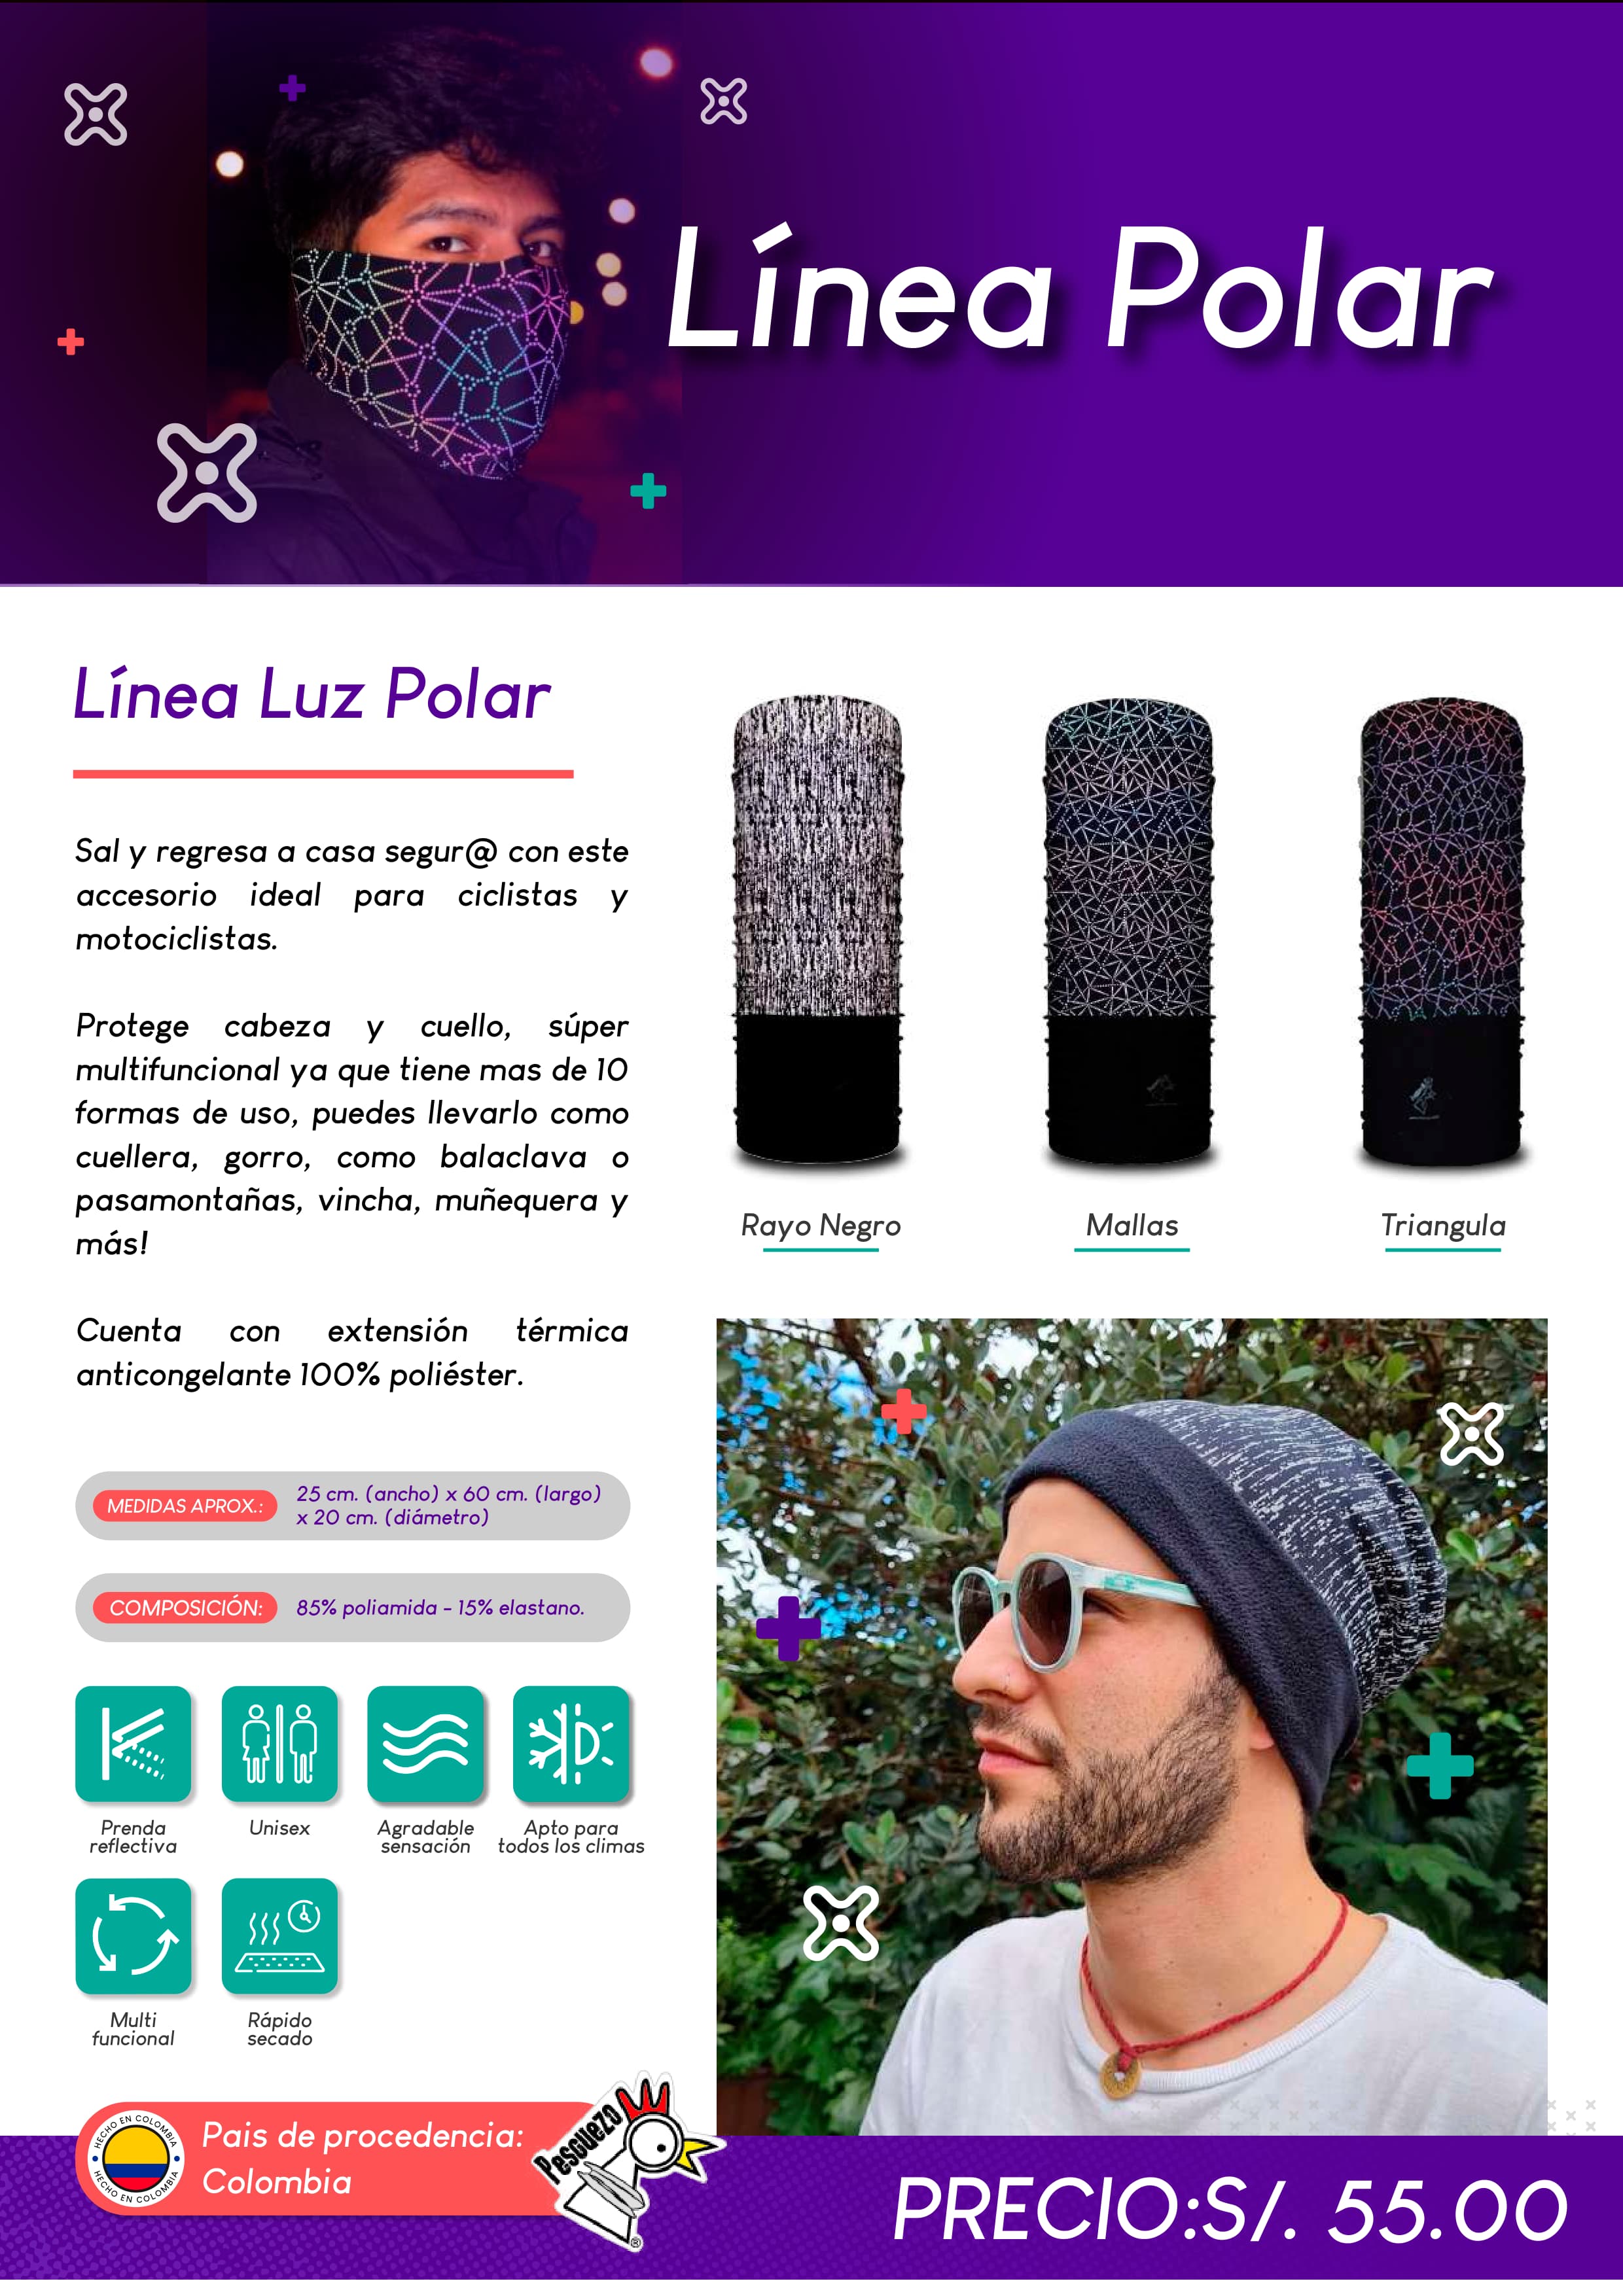 Línea Polar
Línea Luz Polar
Sal y regresa a casa segur@ con este
accesorio ideal para ciclistas y
motociclistas.
Protege cabeza y cuello, súper
multifuncional ya que tiene mas de 10
formas de uso, puedes llevarlo como
cuellera, gorro, como balaclava o
pasamontañas, vincha, muñequera y
más!
Cuenta con extensión térmica
anticongelante 100% poliéster.
MEDIDAS APROX.:
25 cm. (ancho) x 60 cm. (largo)
x 20 cm. (diámetro)
COMPOSICIÓN:
85% poliamida - 15% elastano.
Prenda
reflectiva
Unisex
Agradable
sensación
Apto para
todos los climas
Multi
funcional
Rápido
secado
Rayo Negro
Mallas
Triangula
HECHO EN COLOMBIA
HECHO EN COLOMBIA
Pais de procedencia:
Colombia
Pescuezo
®
PRECIO:S/. 55.00